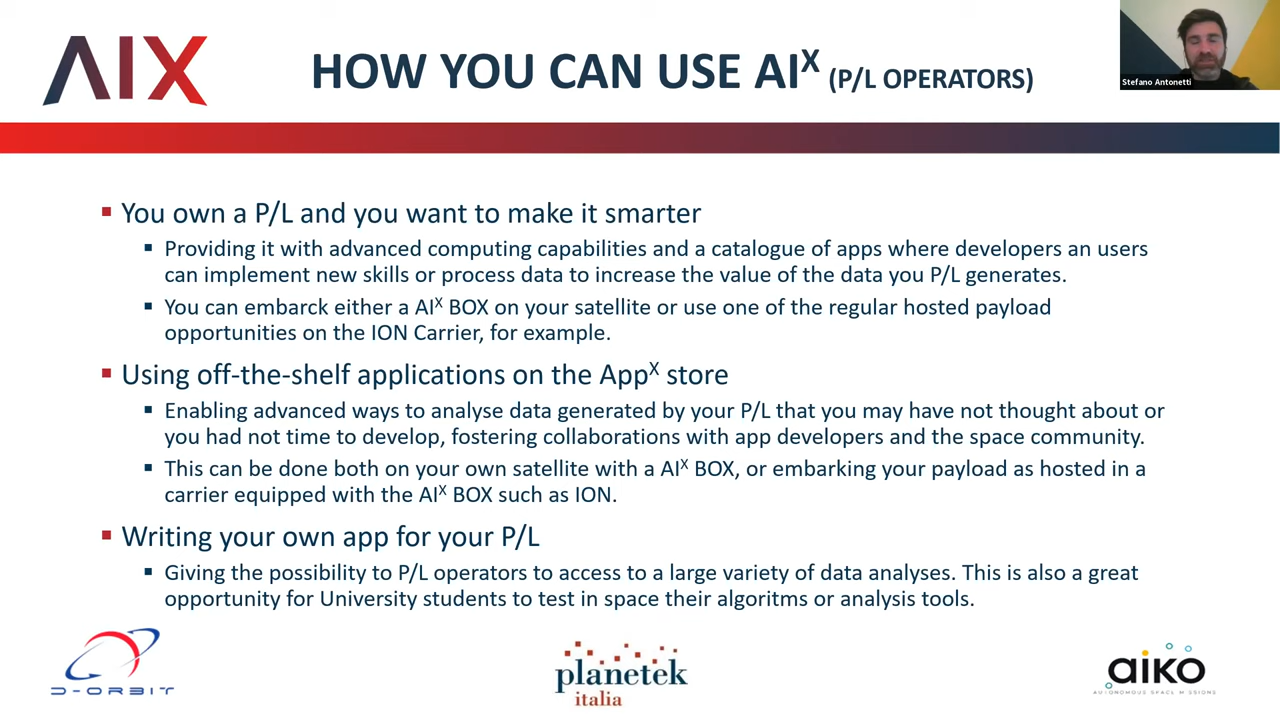 AIX
HOW YOU CAN USE AIX (P/L OPERATORS)
Stefano Antonetti
You own a P/L and you want to make it smarter
Providing it with advanced computing capabilities and a catalogue of apps where developers an users
can implement new skills or process data to increase the value of the data you P/L generates.
You can embarck either a AIX BOX on your satellite or use one of the regular hosted payload
opportunities on the ION Carrier, for example.
Using off-the-shelf applications on the AppX store
Enabling advanced ways to analyse data generated by your P/L that you may have not thought about or
you had not time to develop, fostering collaborations with app developers and the space community.
This can be done both on your own satellite with a AIX BOX, or embarking your payload as hosted in a
carrier equipped with the AIX BOX such as ION.
Writing your own app for your P/L
Giving the possibility to P/L operators to access to a large variety of data analyses. This is also a great
opportunity for University students to test in space their algoritms or analysis tools.
D-ORBIT
planetek
italia
aiko
AUTONOMOUS SPACE MISSIONS